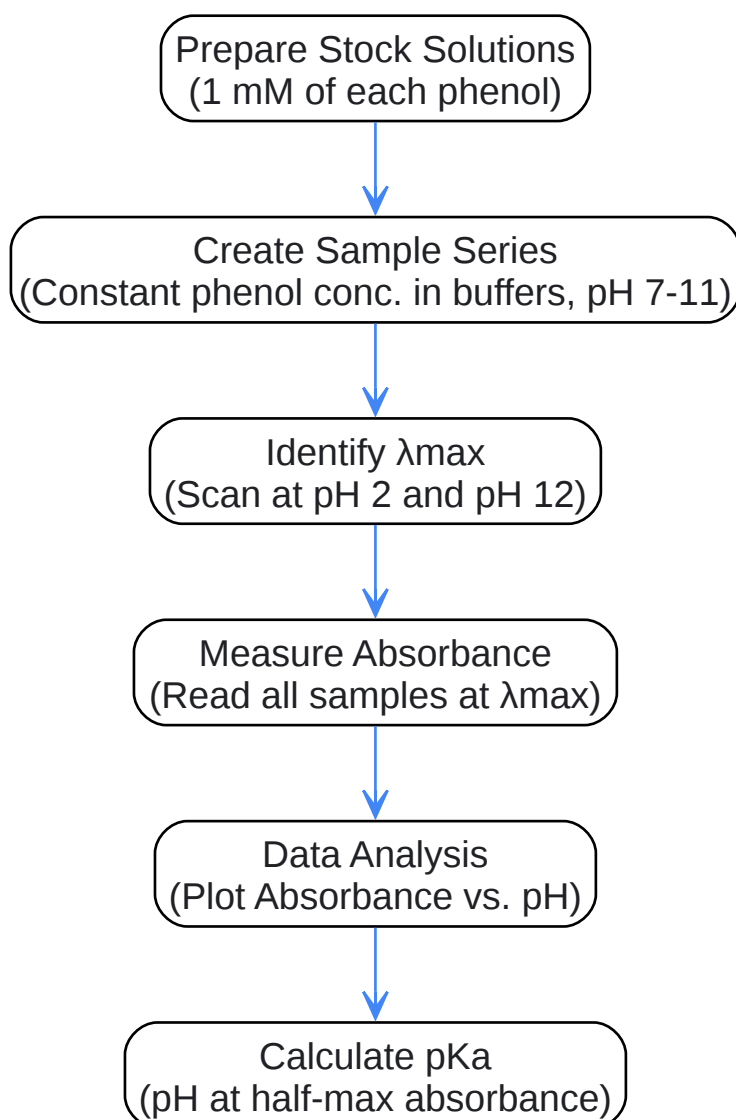 Prepare Stock Solutions
(1 mM of each phenol)
Create Sample Series
(Constant phenol conc. in buffers, pH 7-11)
Identify λmax
(Scan at pH 2 and pH 12)
Measure Absorbance
(Read all samples at λmax)
Data Analysis
(Plot Absorbance vs. pH)
Calculate pKa
(pH at half-max absorbance)